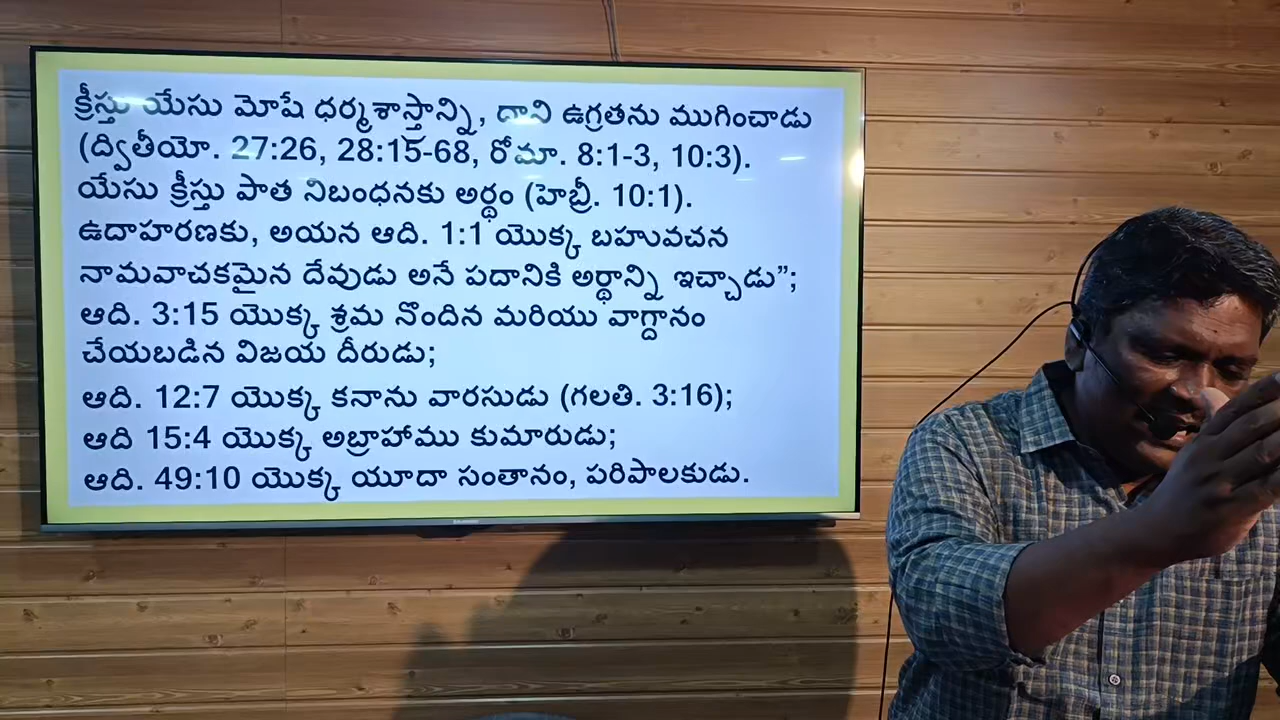 క్రీస్తు యేసు మోషే ధర్మశాస్త్రాన్ని, దాని ఉగ్రతను ముగించాడు
(ద్వితీయో. 27:26, 28:15-68, రోమా. 8:1-3, 10:3).
యేసు క్రీస్తు పాత నిబంధనకు అర్థం (హెబ్రీ. 10:1).
ఉదాహరణకు, అయన ఆది. 1:1 యొక్క బహువచన
నామవాచకమైన దేవుడు అనే పదానికి అర్థాన్ని ఇచ్చాడు”;
ఆది. 3:15 యొక్క శ్రమ నొందిన మరియు వాగ్దానం
చేయబడిన విజయ దీరుడు;
ఆది. 12:7 యొక్క కనాను వారసుడు (గలతి. 3:16);
ఆది 15:4 యొక్క అబ్రాహాము కుమారుడు;
ఆది. 49:10 యొక్క యూదా సంతానం, పరిపాలకుడు.